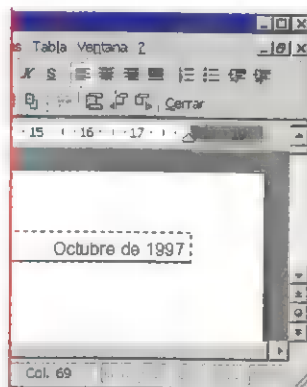 s Tabla Ventana ?
K S
Cerrar
15 16 17
Octubre de 1997
Col. 69